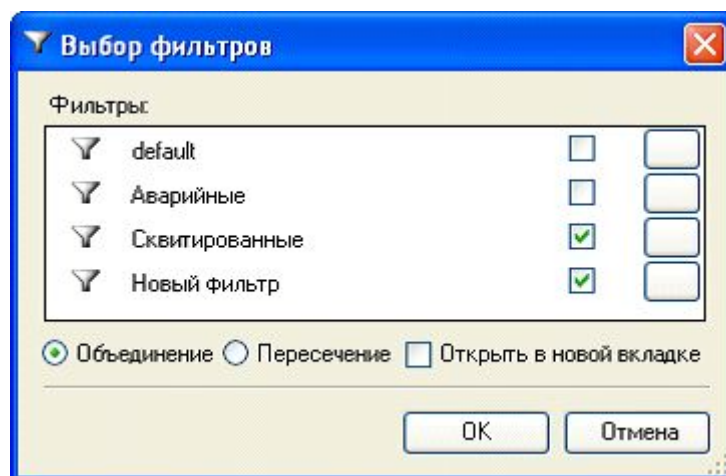 Выбор фильтров
Фильтры:
default
Аварийные
Сквитированные
Новый фильтр
Объединение Пересечение Открыть в новой вкладке
OK Отмена